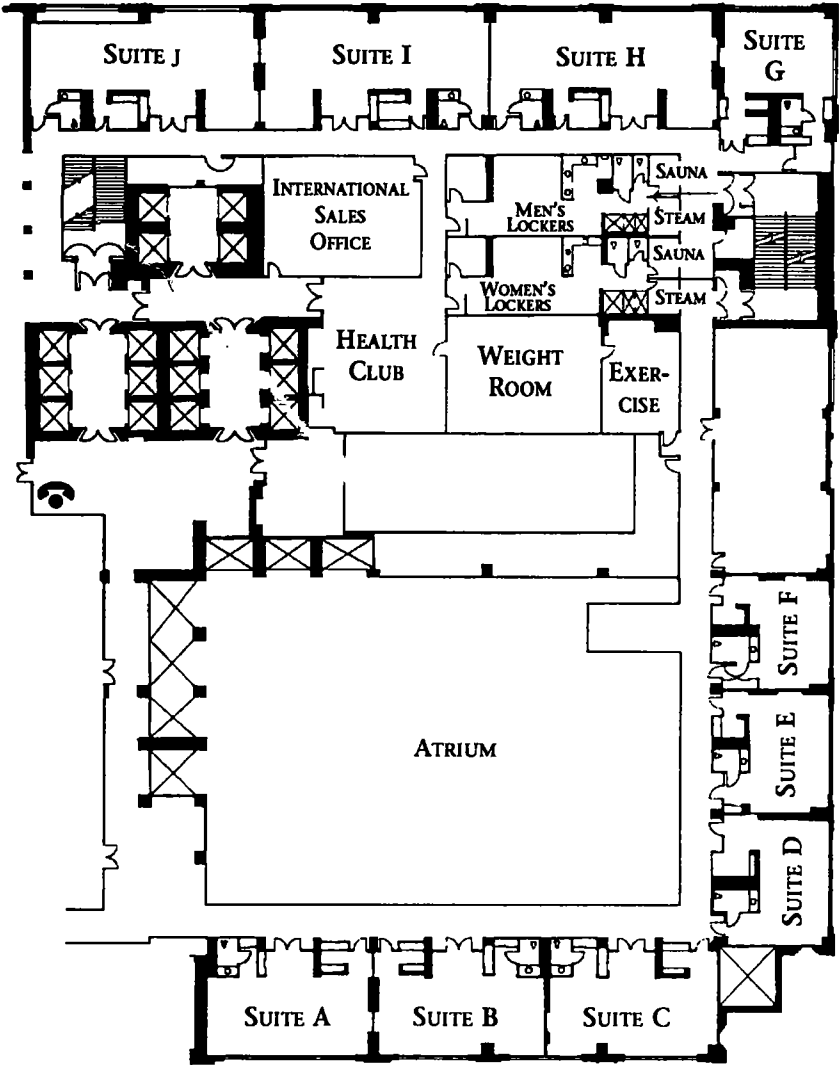 SUITE J
SUITE I
SUITE H
SUITE
G
INTERNATIONAL
SALES
OFFICE
MEN'S
LOCKERS
SAUNA
STEAM
WOMEN'S
LOCKERS
SAUNA
STEAM
HEALTH
CLUB
WEIGHT
ROOM
EXER-
CISE
SUITE F
SUITE E
ATRIUM
SUITE D
SUITE A
SUITE B
SUITE C